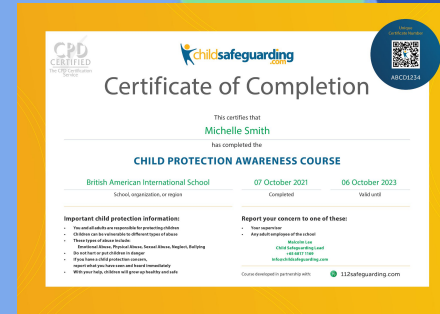 CPD
CERTIFIED
The CPD Certification
Service
childsafeguarding
.com
Unique
Certificate Number
ABCD1234
Certificate of Completion
This certifies that
Michelle Smith
has completed the
CHILD PROTECTION AWARENESS COURSE
British American International School
07 October 2021
06 October 2023
School, organization, or region
Completed
Valid until
Important child protection information:
• You and all adults are responsible for protecting children
• Children can be vulnerable to different types of abuse
• These types of abuse include:
Emotional Abuse, Physical Abuse, Sexual Abuse, Neglect, Bullying
• Do not hurt or put children in danger
• If you have a child protection concern,
report what you have seen and heard immediately
• With your help, children will grow up healthy and safe
Report your concern to one of these:
• Your supervisor
• Any adult employee of the school
Malcolm Lee
Child Safeguarding Lead
info@childsafeguarding.com
Course developed in partnership with:
112safeguarding.com